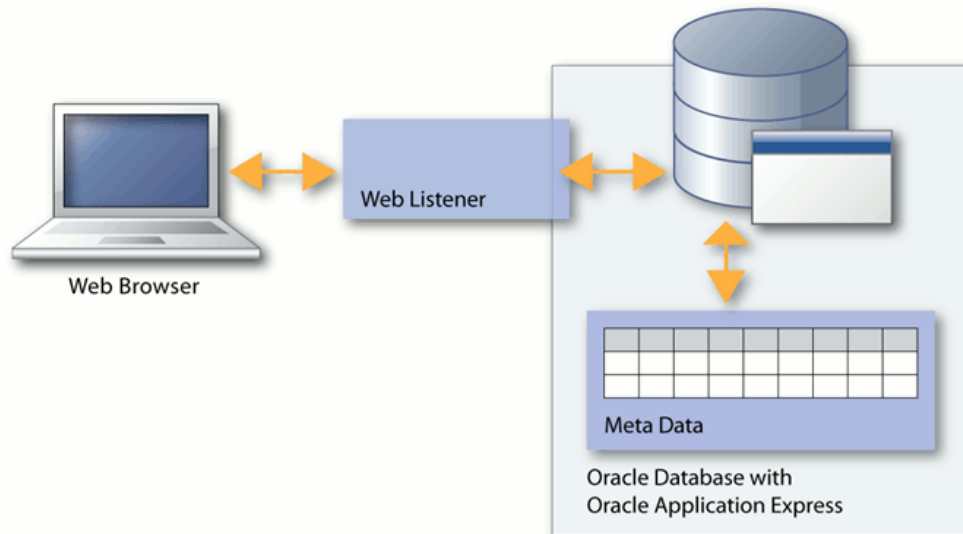 Web Listener
Web Browser
Meta Data
Oracle Database with
Oracle Application Express